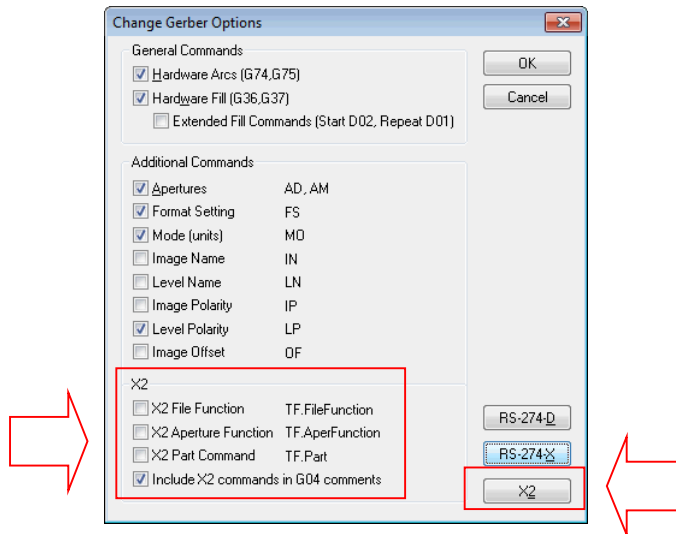 Change Gerber Options
General Commands
Hardware Arcs (G74,G75)
Hardware Fill (G36,G37)
Extended Fill Commands (Start D02, Repeat D01)
OK
Cancel
Additional Commands
Apertures AD, AM
Format Setting FS
Mode (units) MO
Image Name IN
Level Name LN
Image Polarity IP
Level Polarity LP
Image Offset OF
X2
X2 File Function TF.FileFunction
X2 Aperture Function TF.AperFunction
X2 Part Command TF.Part
Include X2 commands in G04 comments
RS-274-D
RS-274-X
X2